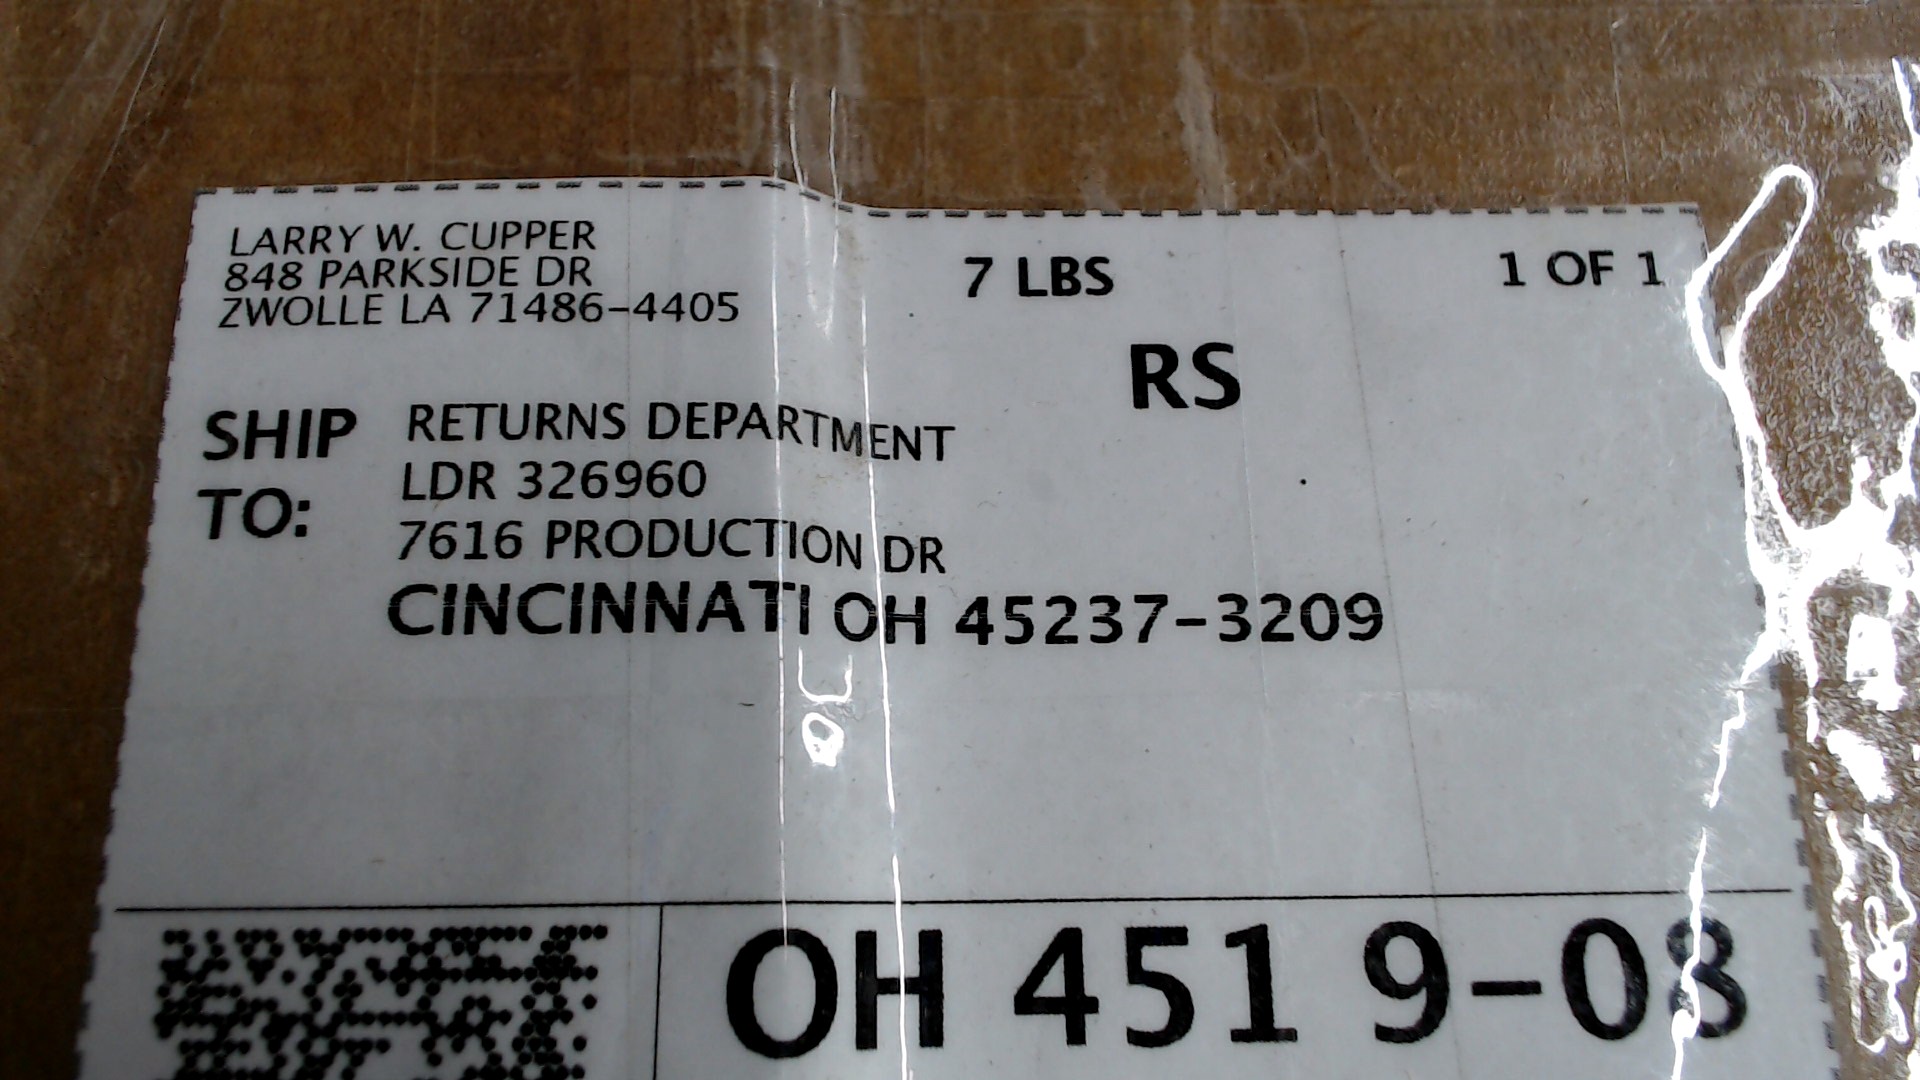 LARRY W. CUPPER
848 PARKSIDE DR
ZWOLLE LA 71486-4405
7 LBS
1 OF 1
RS
SHIP TO:
RETURNS DEPARTMENT
LDR 326960
7616 PRODUCTION DR
CINCINNATI OH 45237-3209
OH 451 9-08